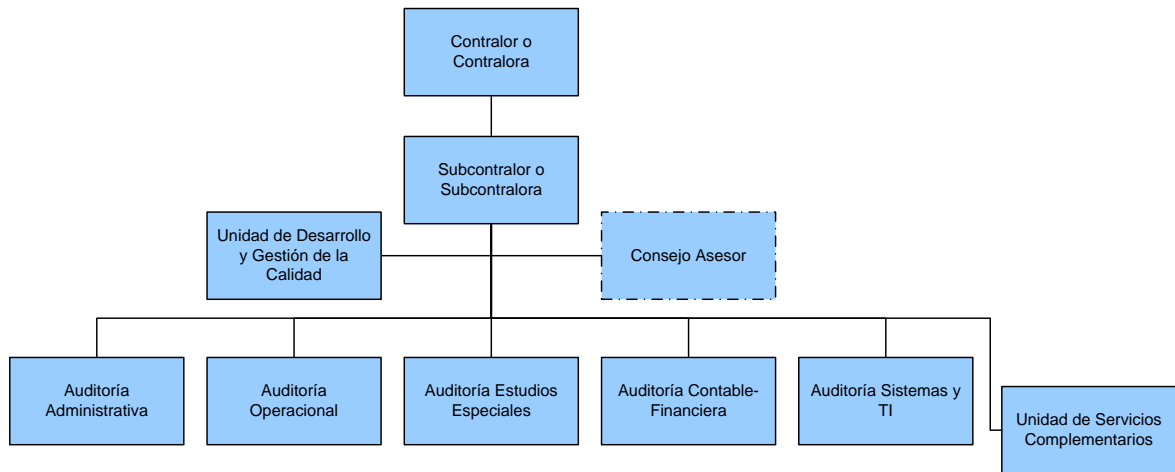 Contralor o
Contralora
Subcontralor o
Subcontralora
Unidad de Desarrollo
y Gestión de la
Calidad
Consejo Asesor
Auditoría
Administrativa
Auditoría
Operacional
Auditoría Estudios
Especiales
Auditoría Contable-
Financiera
Auditoría Sistemas y
TI
Unidad de Servicios
Complementarios